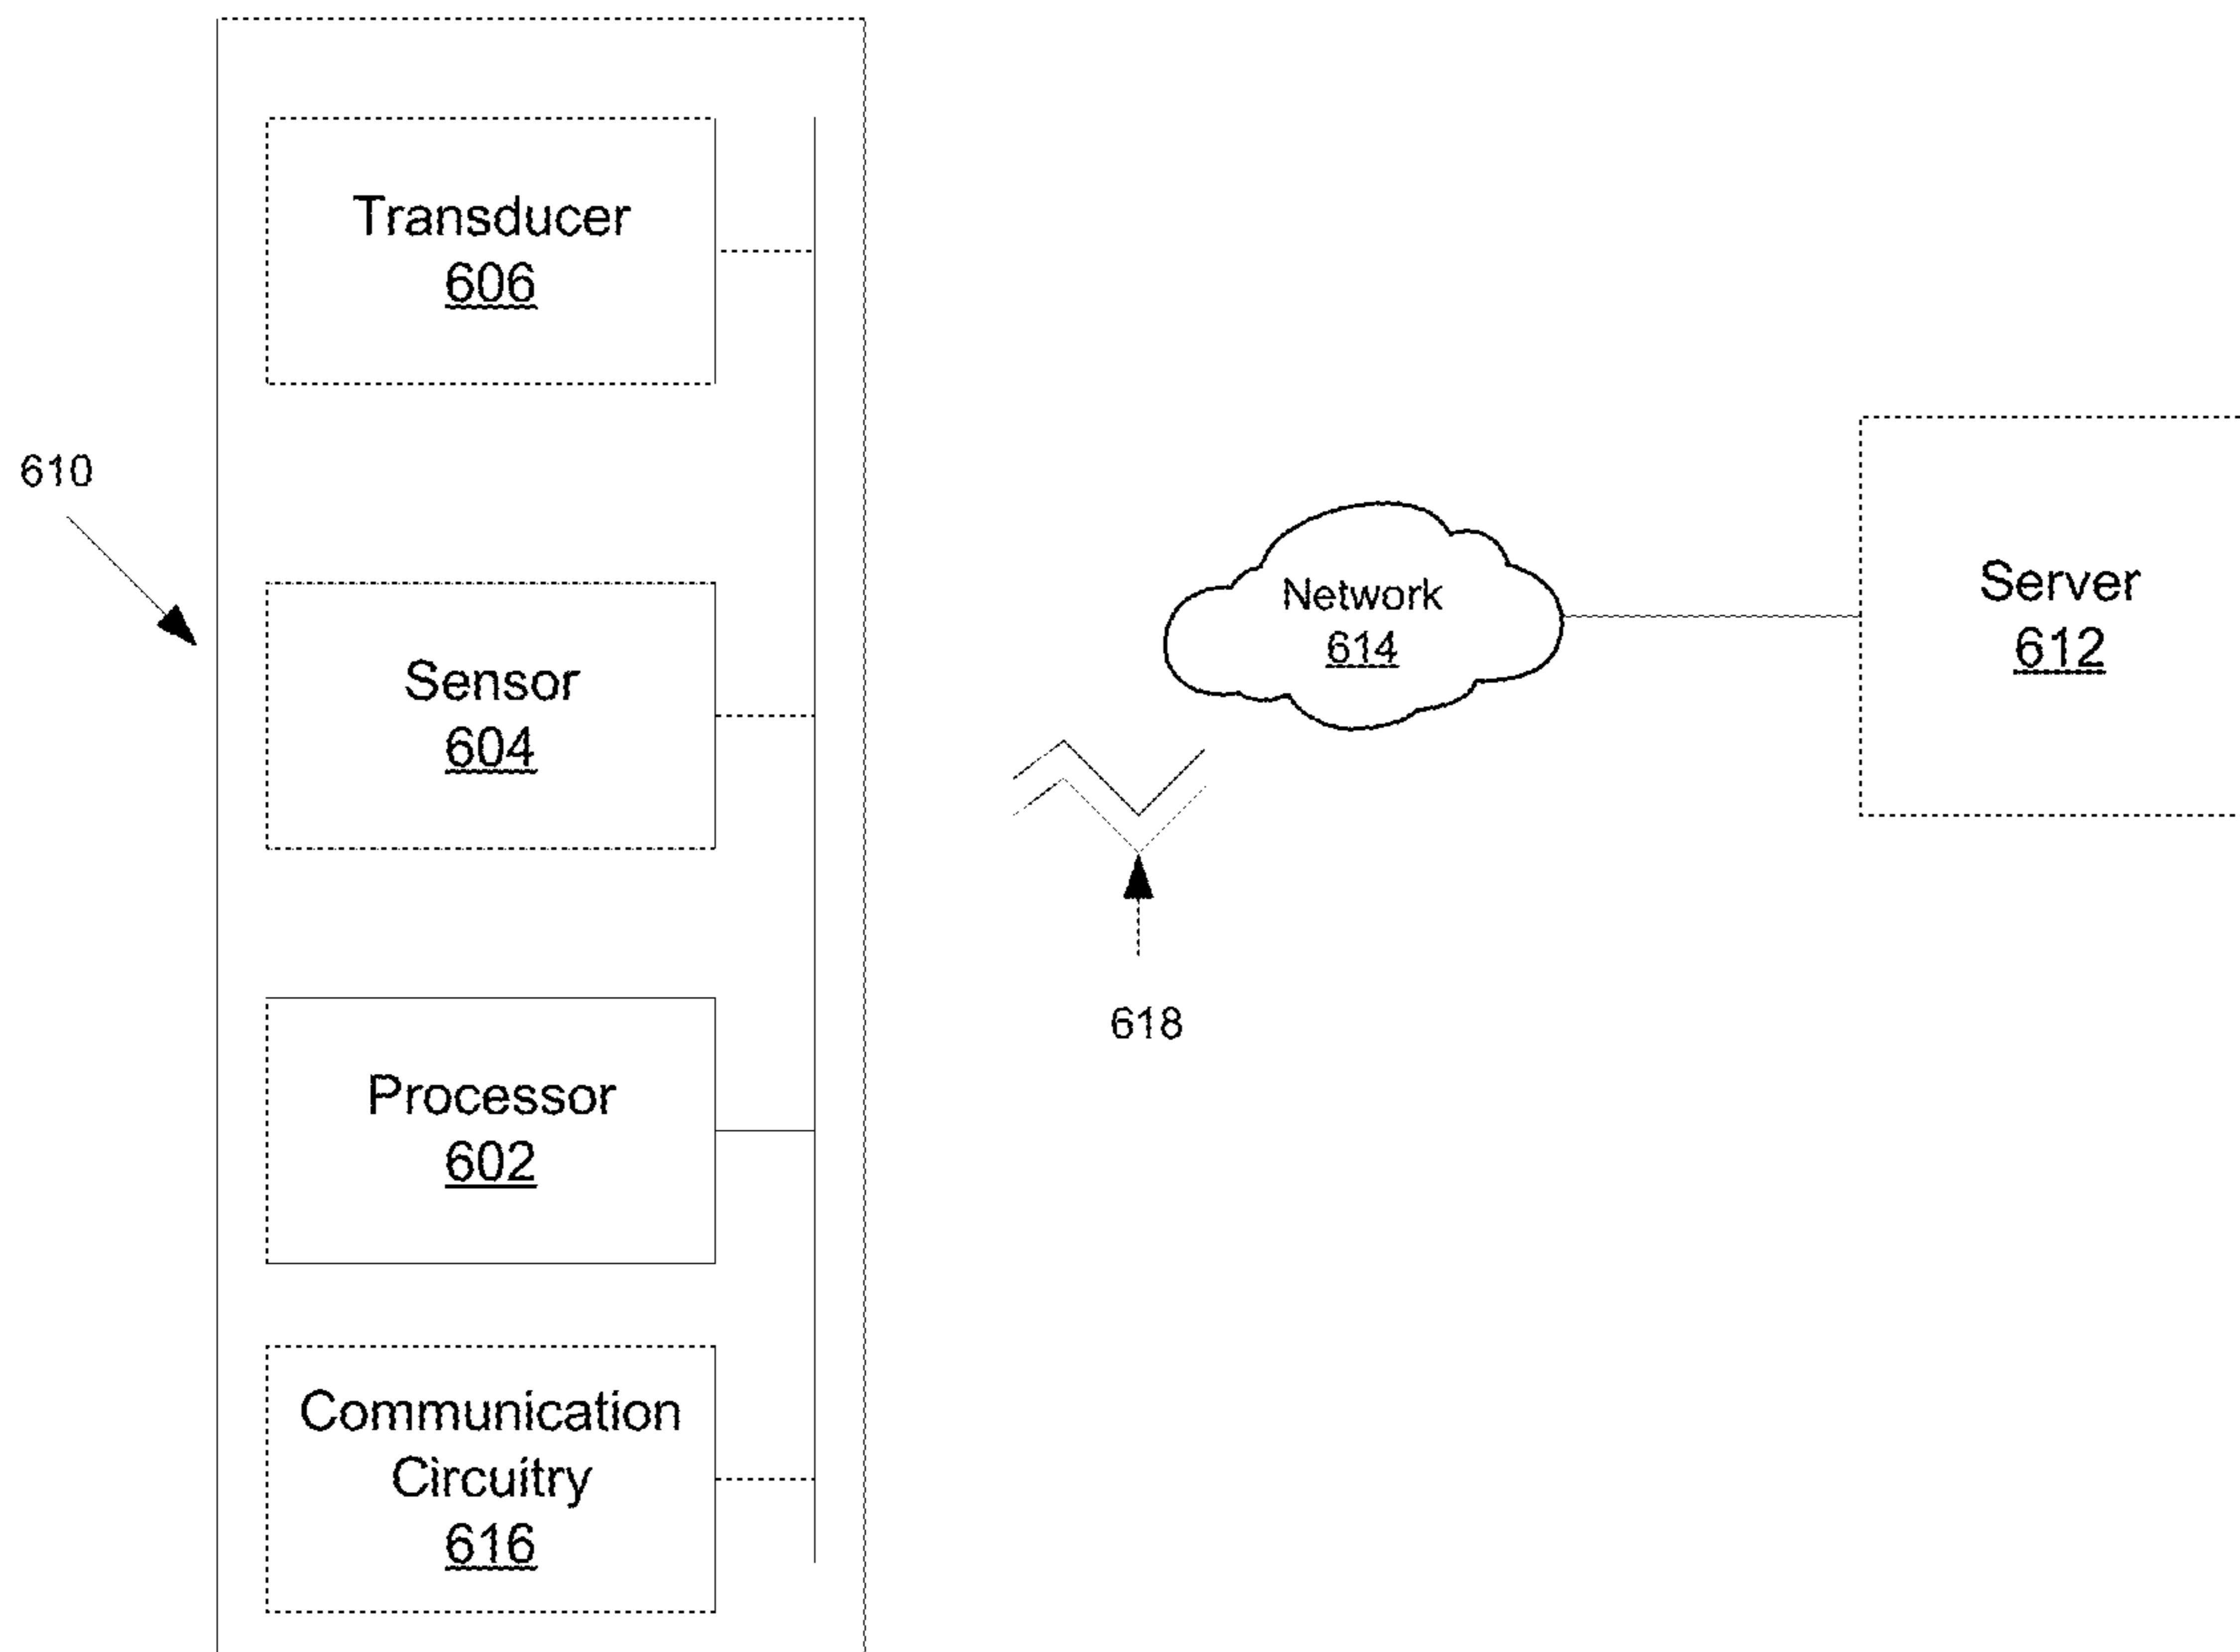 Transducer
606
610
Sensor
604
Processor
602
Communication
Circuitry
616
Network
614
618
Server
612